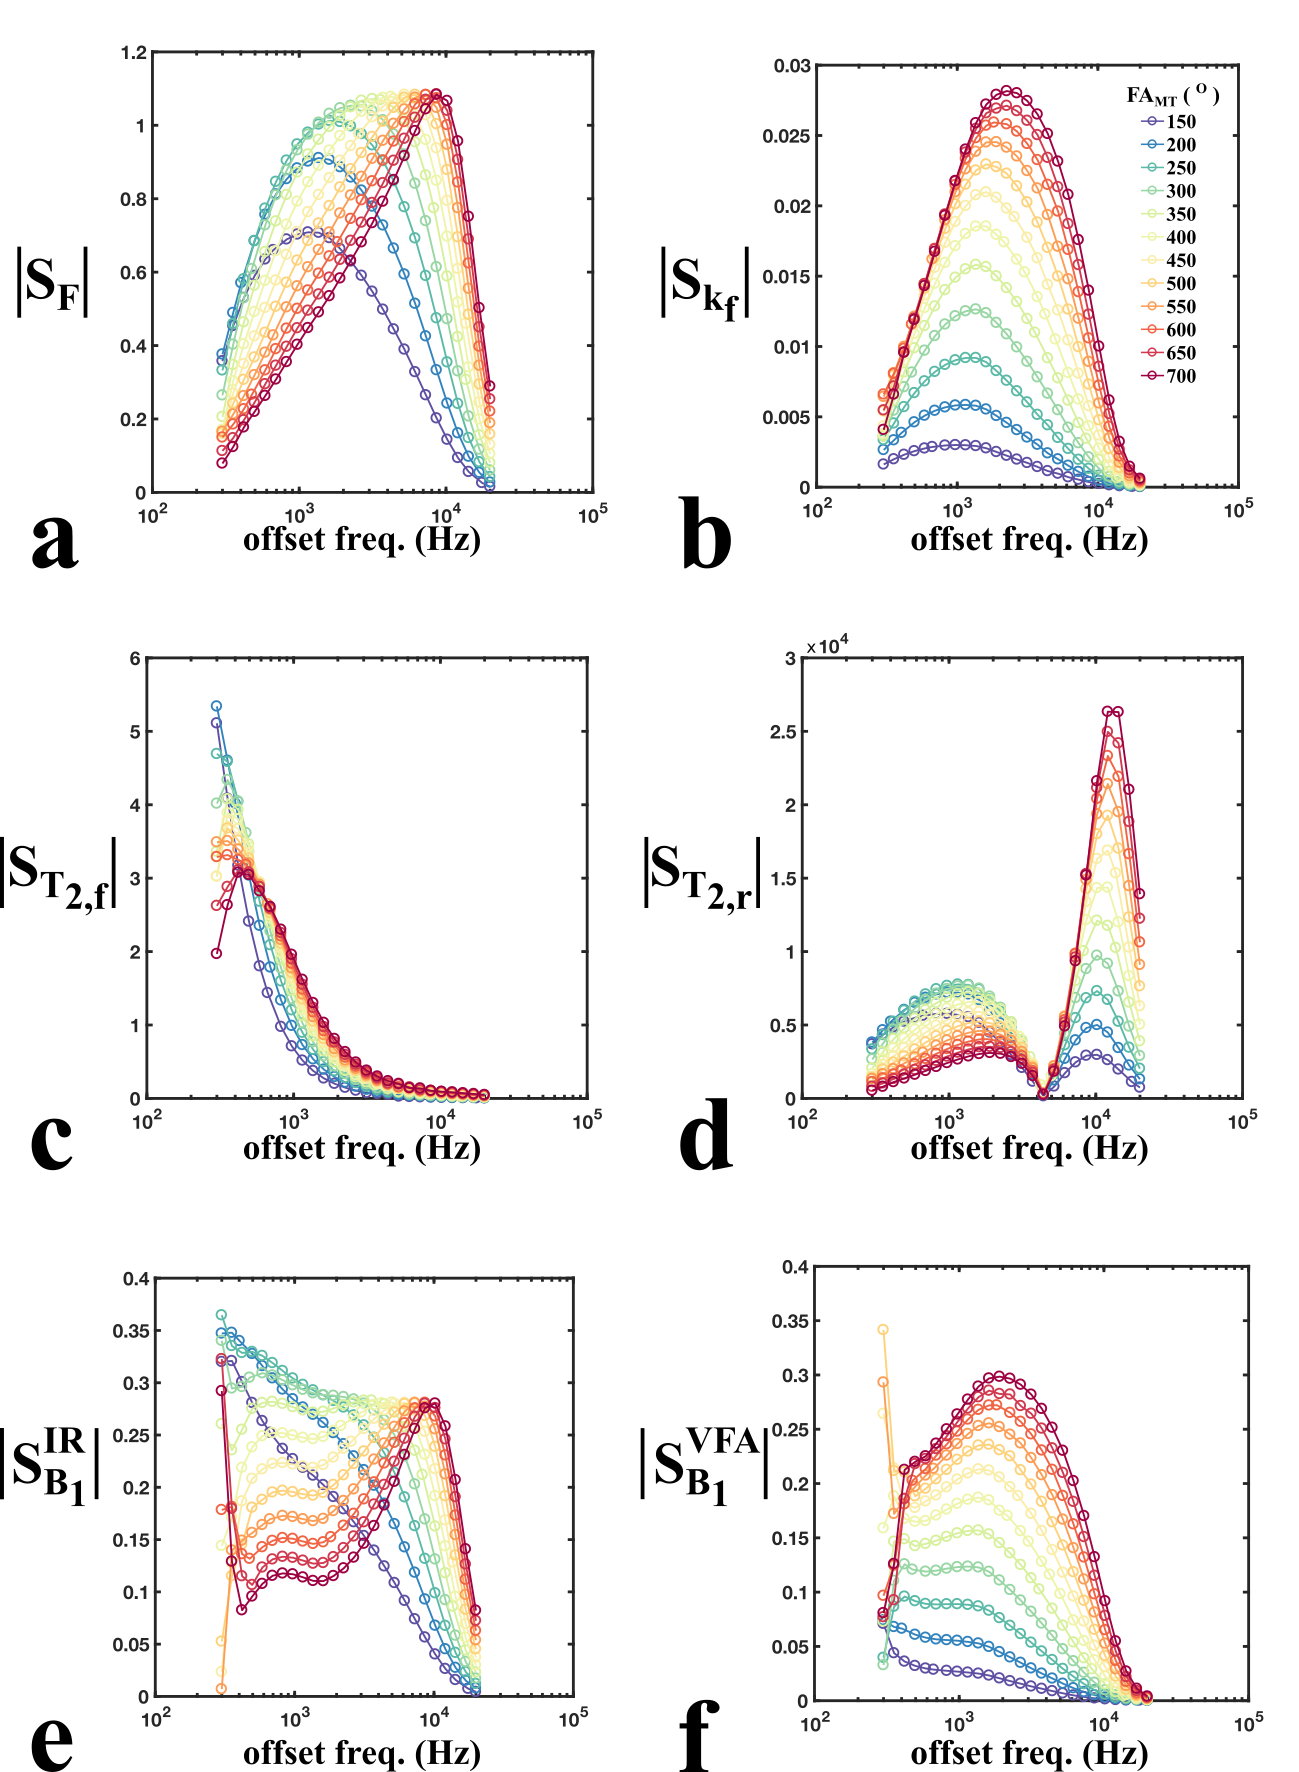 1.2
1
0.8
0.6
0.4
0.2
0
|S_F|
10^2 10^3 10^4 10^5
offset freq. (Hz)
a
0.03
0.025
0.02
0.015
0.01
0.005
0
|S_kf|
FA_MT ( ^O )
150
200
250
300
350
400
450
500
550
600
650
700
10^2 10^3 10^4 10^5
offset freq. (Hz)
b
6
5
4
3
2
1
0
|S_T2,f|
10^2 10^3 10^4 10^5
offset freq. (Hz)
c
×10^4
3
2.5
2
1.5
1
0.5
0
|S_T2,r|
10^2 10^3 10^4 10^5
offset freq. (Hz)
d
0.4
0.35
0.3
0.25
0.2
0.15
0.1
0.05
0
|S_B1^IR|
10^2 10^3 10^4 10^5
offset freq. (Hz)
e
0.4
0.35
0.3
0.25
0.2
0.15
0.1
0.05
0
|S_B1^VFA|
10^2 10^3 10^4 10^5
offset freq. (Hz)
f